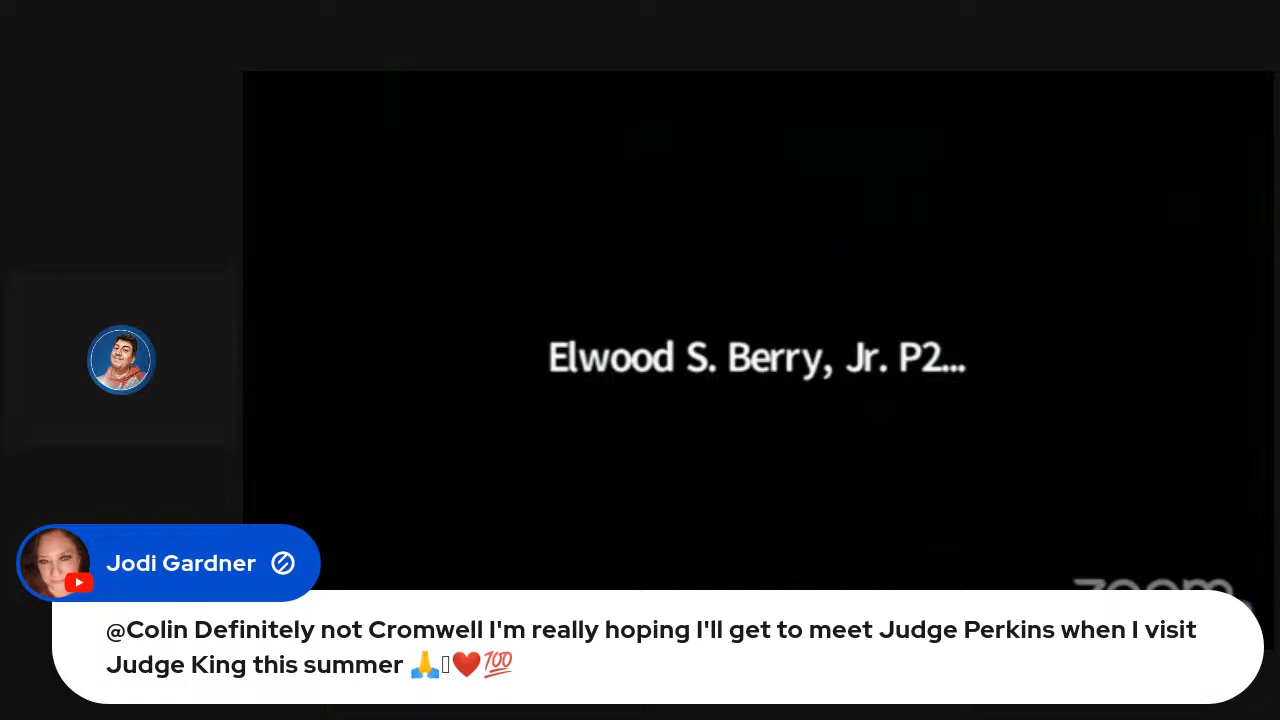 Elwood S. Berry, Jr. P2...
zoom
Jodi Gardner
@Colin Definitely not Cromwell I'm really hoping I'll get to meet Judge Perkins when I visit
Judge King this summer 🙏▯❤️💯